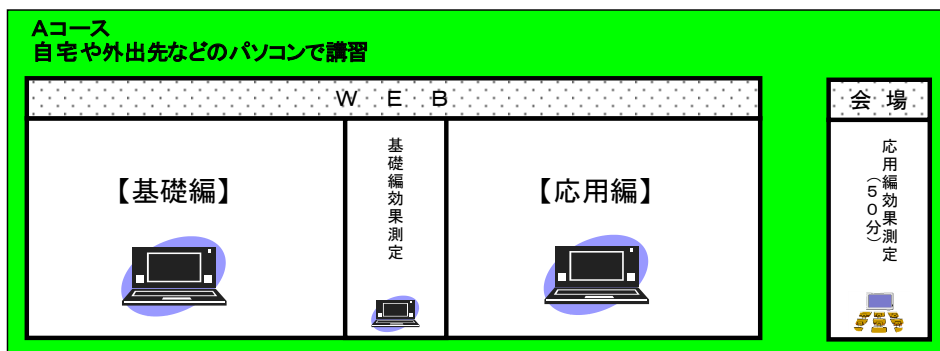 Aコース
自宅や外出先などのパソコンで講習
WEB
会場
【基礎編】
基礎編効果測定
【応用編】
応用編効果測定
（50分）